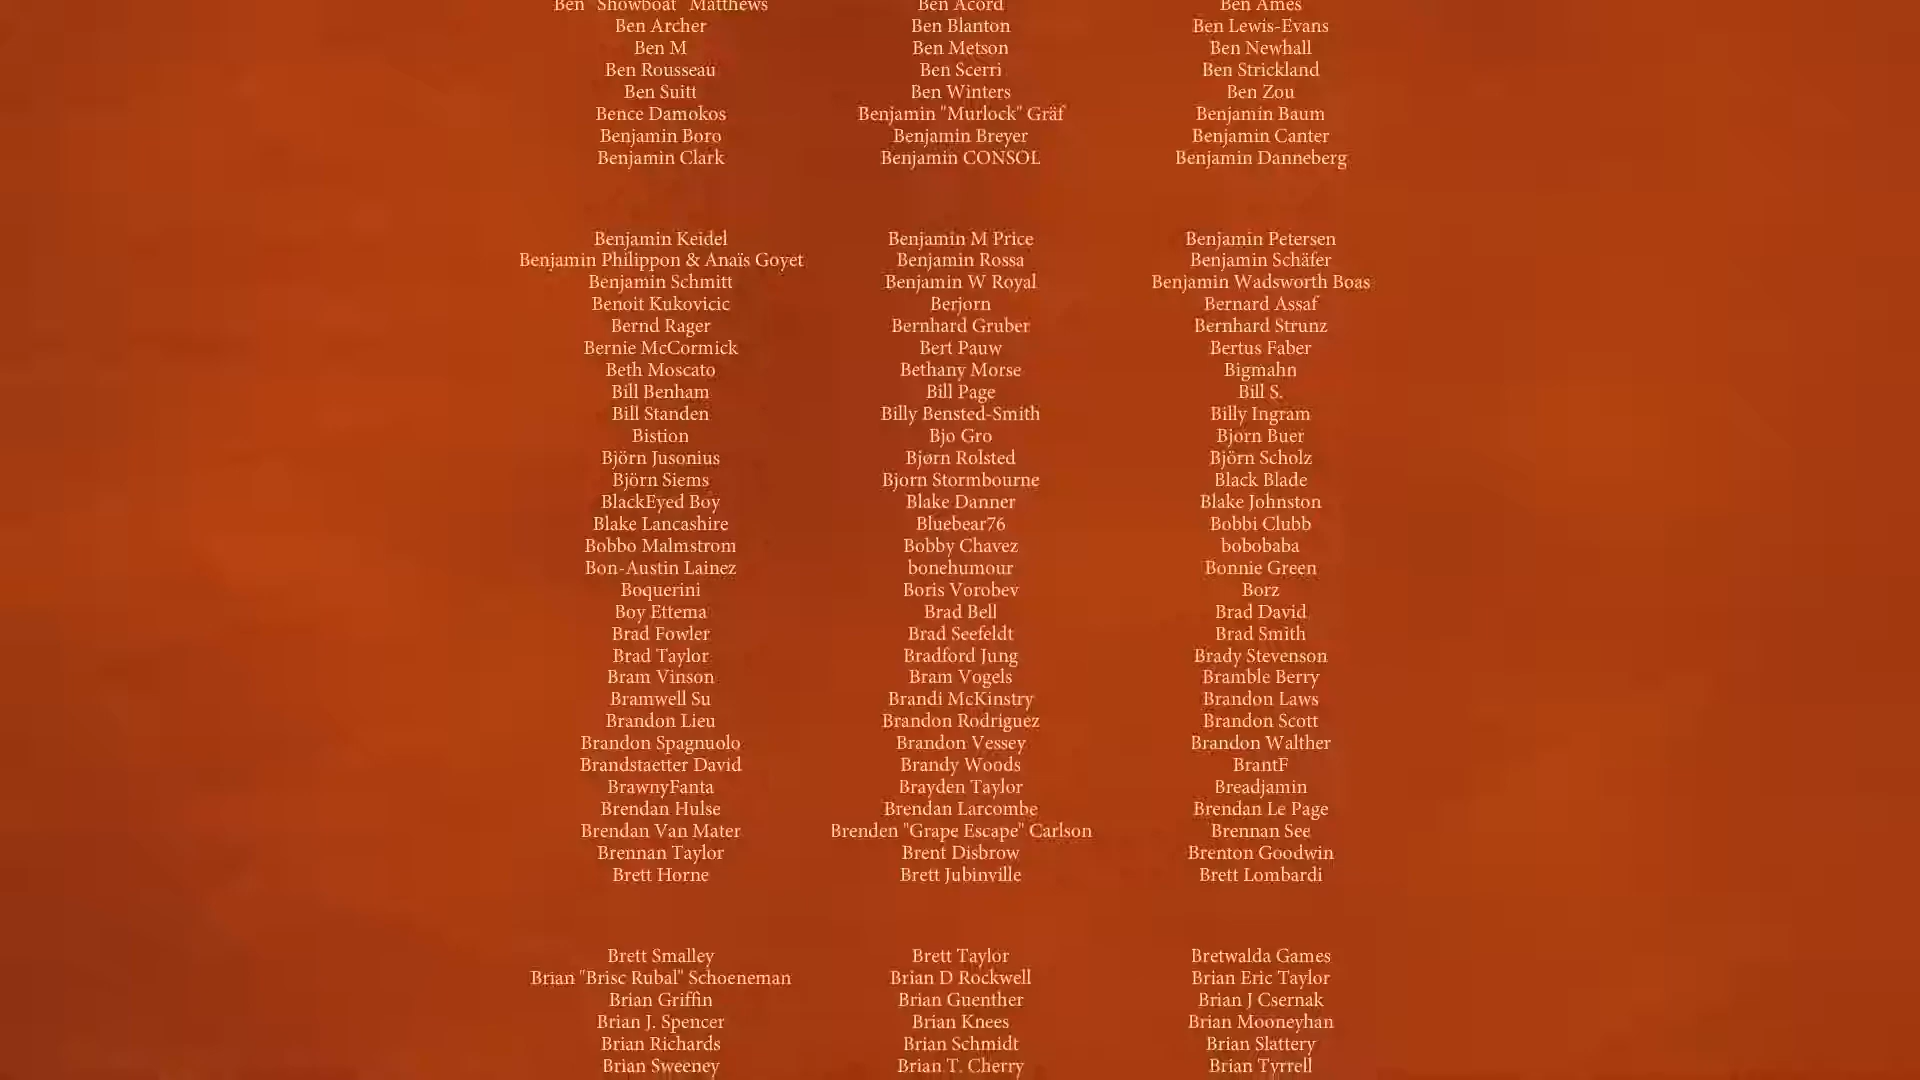 Ben "Showboat" Matthews Ben Acord Ben Ames
Ben Archer Ben Blanton Ben Lewis-Evans
Ben M Ben Metson Ben Newhall
Ben Rousseau Ben Scerri Ben Strickland
Ben Suitt Ben Winters Ben Zou
Bence Damokos Benjamin "Murlock" Gräf Benjamin Baum
Benjamin Boro Benjamin Breyer Benjamin Canter
Benjamin Clark Benjamin CONSOL Benjamin Danneberg
Benjamin Keidel Benjamin M Price Benjamin Petersen
Benjamin Philippon & Anaïs Goyet Benjamin Rossa Benjamin Schäfer
Benjamin Schmitt Benjamin W Royal Benjamin Wadsworth Boas
Benoit Kukovicic Berjorn Bernard Assaf
Bernd Rager Bernhard Gruber Bernhard Strunz
Bernie McCormick Bert Pauw Bertus Faber
Beth Moscato Bethany Morse Bigmahn
Bill Benham Bill Page Bill S.
Bill Standen Billy Bensted-Smith Billy Ingram
Bistion Bjo Gro Bjorn Buer
Björn Jusonius Bjørn Rolsted Björn Scholz
Björn Siems Bjorn Stormbourne Black Blade
BlackEyed Boy Blake Danner Blake Johnston
Blake Lancashire Bluebear76 Bobbi Clubb
Bobbo Malmstrom Bobby Chavez bobobaba
Bon-Austin Lainez bonehumour Bonnie Green
Boquerini Boris Vorobev Borz
Boy Ettema Brad Bell Brad David
Brad Fowler Brad Seefeldt Brad Smith
Brad Taylor Bradford Jung Brady Stevenson
Bram Vinson Bram Vogels Bramble Berry
Bramwell Su Brandi McKinstry Brandon Laws
Brandon Lieu Brandon Rodriguez Brandon Scott
Brandon Spagnuolo Brandon Vessey Brandon Walther
Brandstaetter David Brandy Woods BrantF
BrawnyFanta Brayden Taylor Breadjamin
Brendan Hulse Brendan Larcombe Brendan Le Page
Brendan Van Mater Brenden "Grape Escape" Carlson Brennan See
Brennan Taylor Brent Disbrow Brenton Goodwin
Brett Horne Brett Jubinville Brett Lombardi
Brett Smalley Brett Taylor Bretwalda Games
Brian "Brisc Rubal" Schoeneman Brian D Rockwell Brian Eric Taylor
Brian Griffin Brian Guenther Brian J Csernak
Brian J. Spencer Brian Knees Brian Mooneyhan
Brian Richards Brian Schmidt Brian Slattery
Brian Sweeney Brian T. Cherry Brian Tyrrell